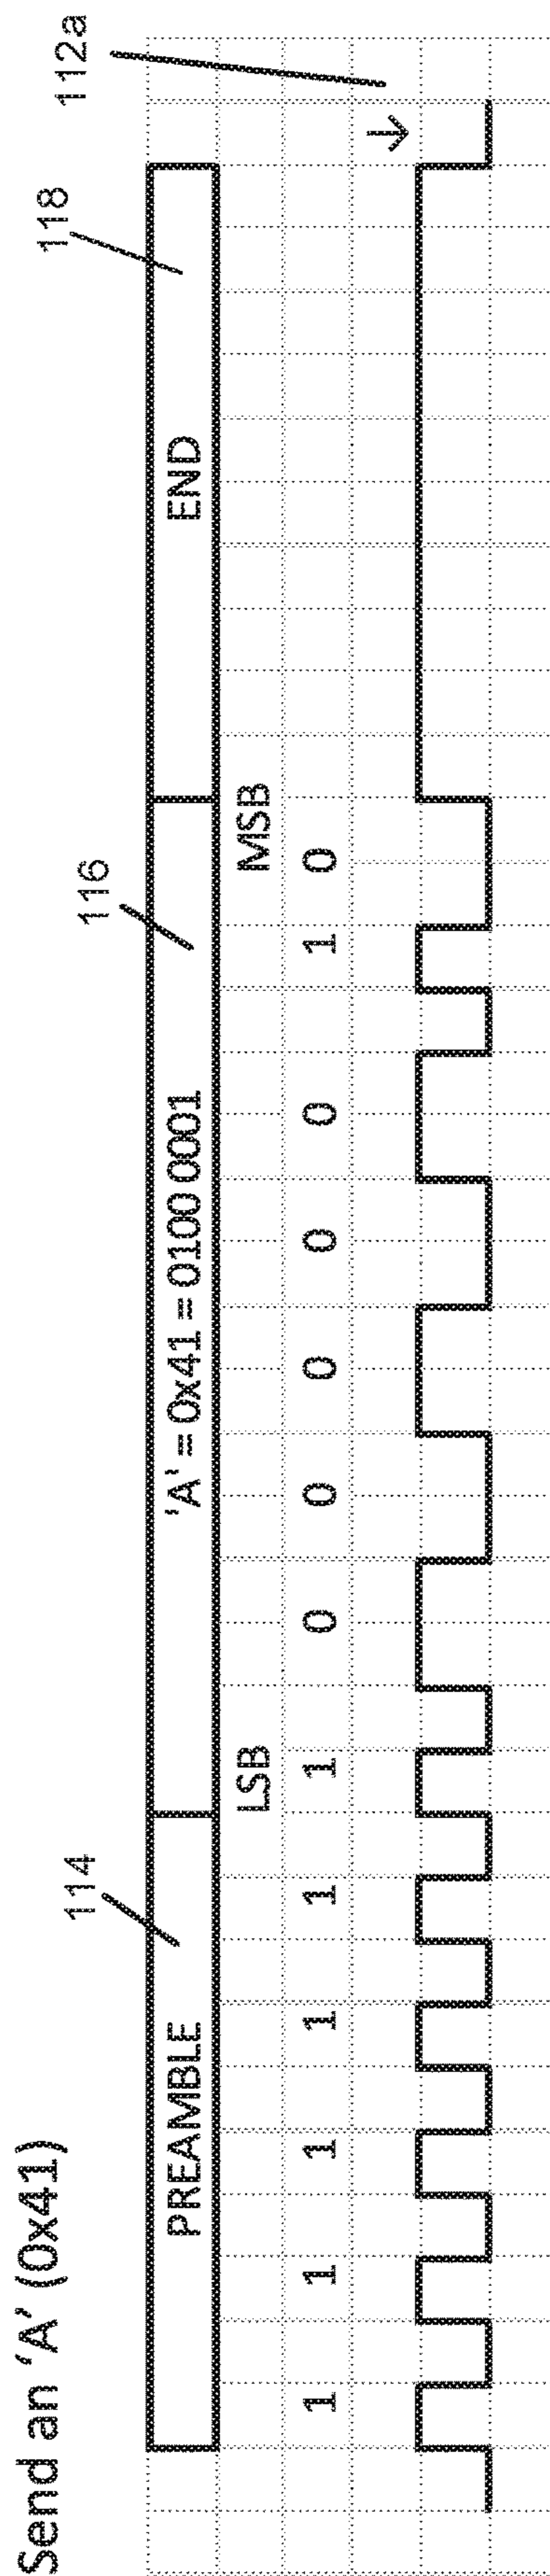 Send an ‘A’ (0x41)
114
116
118
112a
PREAMBLE
'A' = 0x41 = 0100 0001
END
LSB
MSB
1 1 1 1 1 1 0 0 0 0 0 1 0